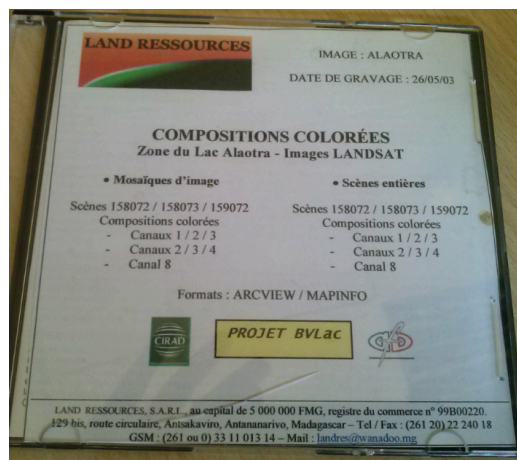 LAND RESSOURCES
IMAGE : ALAOTRA
DATE DE GRAVAGE : 26/05/03
COMPOSITIONS COLORÉES
Zone du Lac Alaotra - Images LANDSAT
• Mosaïques d'image
Scènes 158072 / 158073 / 159072
Compositions colorées
- Canaux 1 / 2 / 3
- Canaux 2 / 3 / 4
- Canal 8
• Scènes entières
Scènes 158072 / 158073 / 159072
Compositions colorées
- Canaux 1 / 2 / 3
- Canaux 2 / 3 / 4
- Canal 8
Formats : ARCVIEW / MAPINFO
CIRAD
PROJET BVLac
LAND RESSOURCES, S.A.R.L., au capital de 5 000 000 FMG, registre du commerce n° 99B00220.
129 bis, route circulaire, Antsakaviro, Antananarivo, Madagascar – Tel / Fax : (261 20) 22 240 18
GSM : (261 ou 0) 33 11 013 14 – Mail : landres@wanadoo.mg